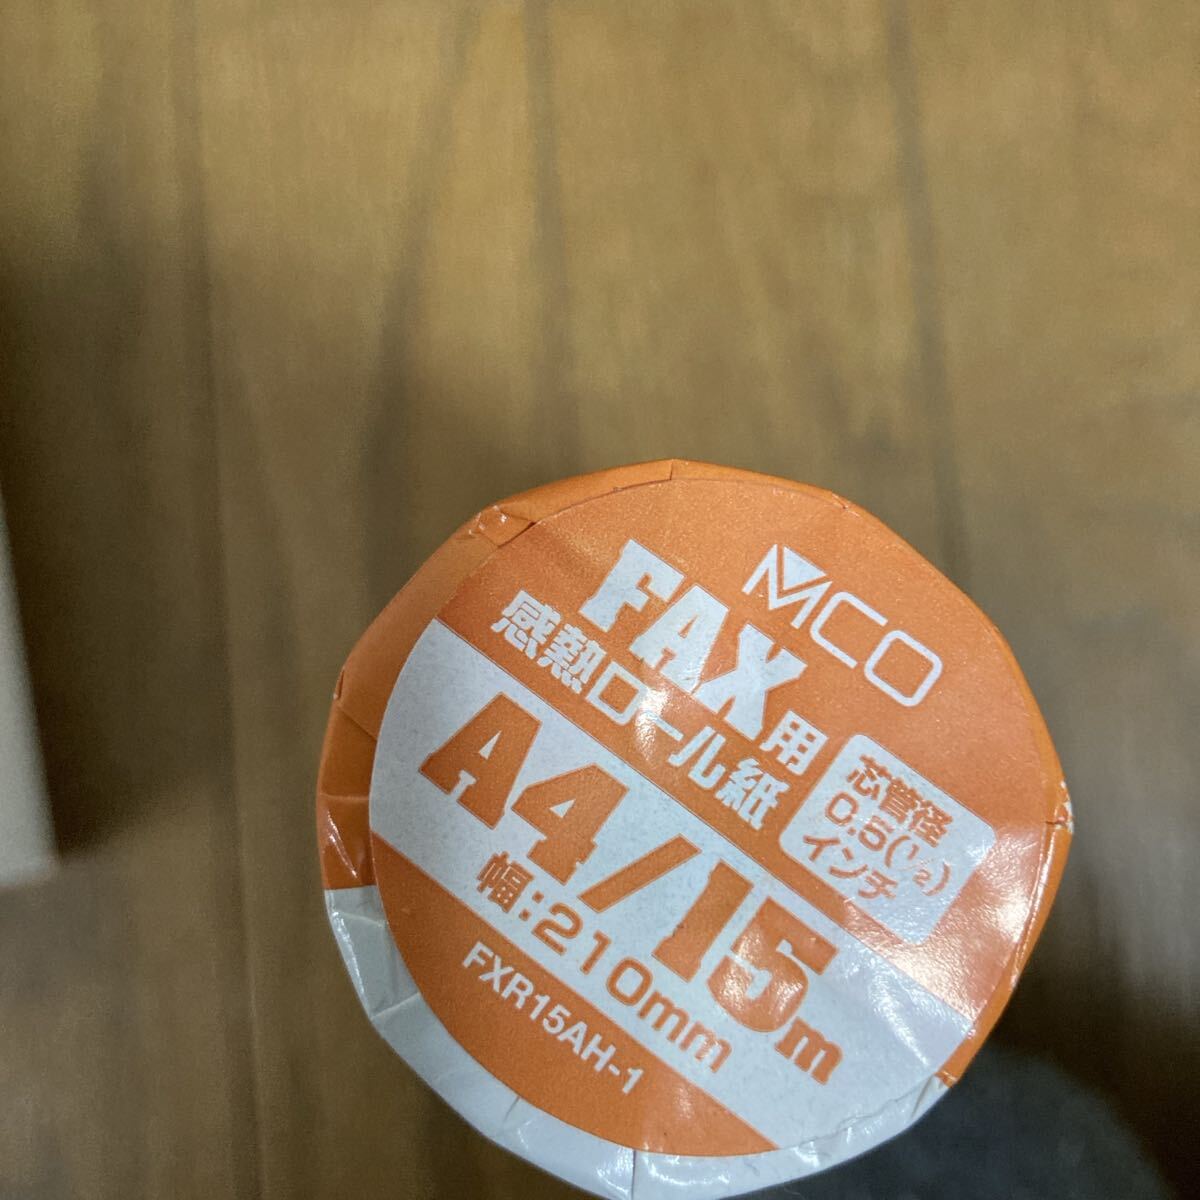 MCO
FAX用
感熱ロール紙
芯管径
0.5(1/2)
インチ
A4/15m
幅:210mm
FXR15AH-1